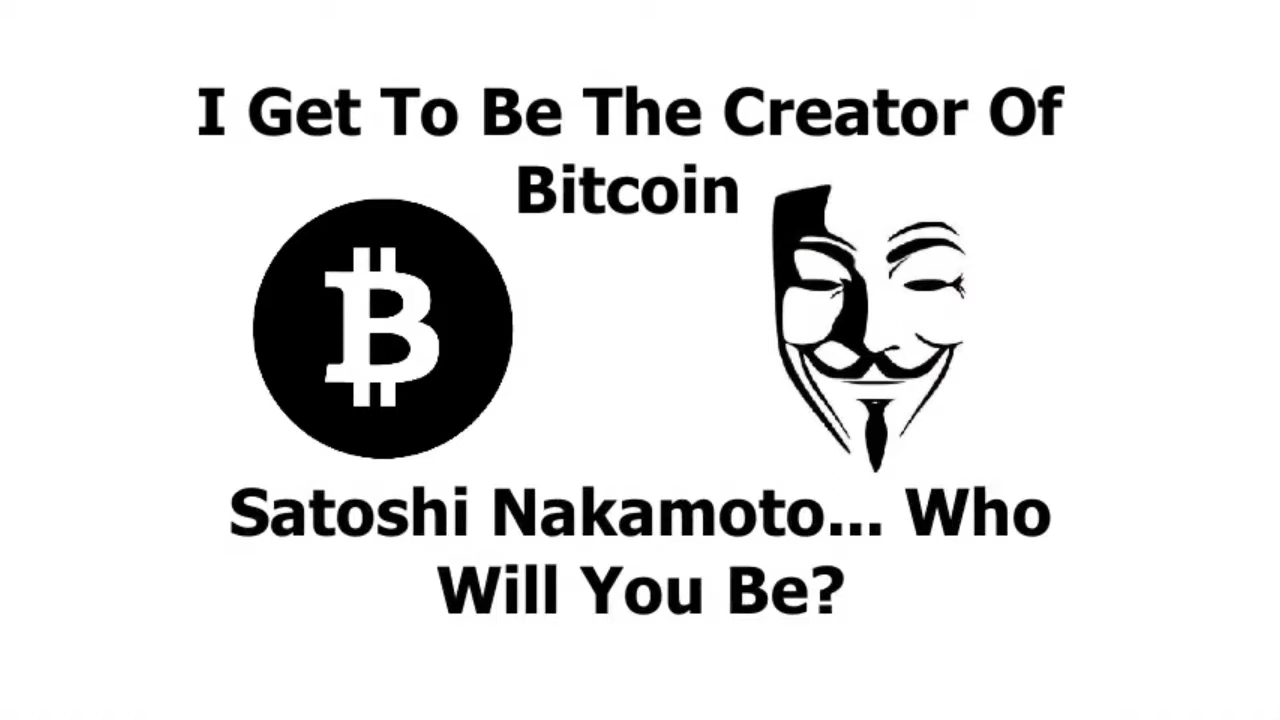 I Get To Be The Creator Of
Bitcoin
Satoshi Nakamoto... Who
Will You Be?